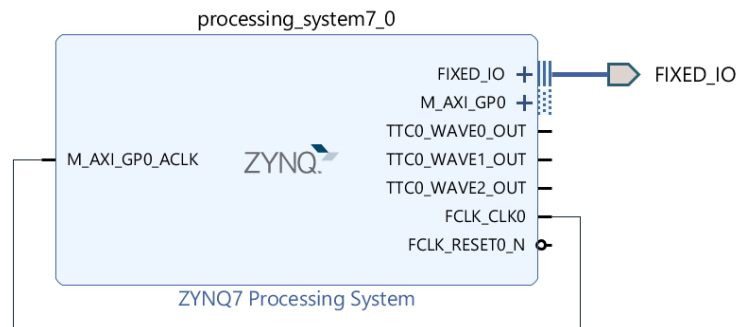 processing_system7_0
FIXED_IO
FIXED_IO
M_AXI_GP0
TTC0_WAVE0_OUT
M_AXI_GP0_ACLK
ZYNQ
TTC0_WAVE1_OUT
TTC0_WAVE2_OUT
FCLK_CLK0
FCLK_RESET0_N
ZYNQ7 Processing System